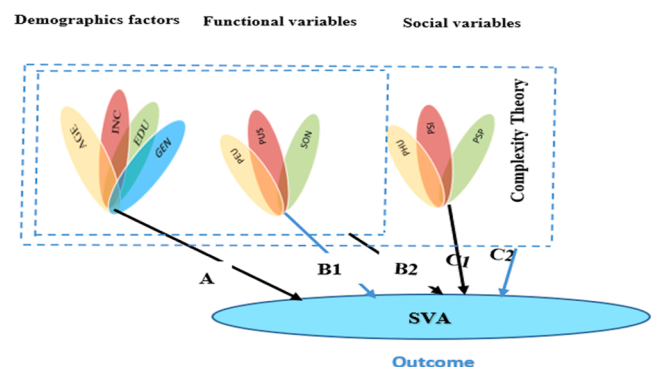 Demographics factors
Functional variables
Social variables
AGE
INC
EDU
GEN
PEU
PUS
SON
PHU
PSI
PSP
Complexity Theory
A
B1
B2
C1
C2
SVA
Outcome